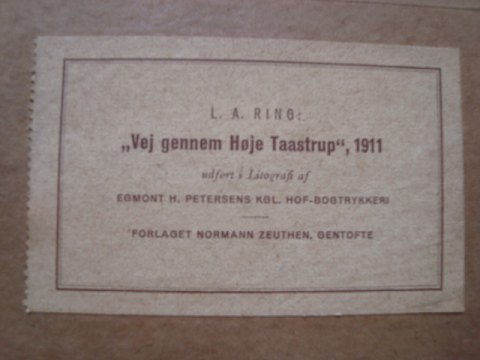 L. A. RING:
„Vej gennem Høje Taastrup“, 1911
udført i Litografi af
EGMONT H. PETERSENS KGL. HOF-BOGTRYKKERI
FORLAGET NORMANN ZEUTHEN, GENTOFTE